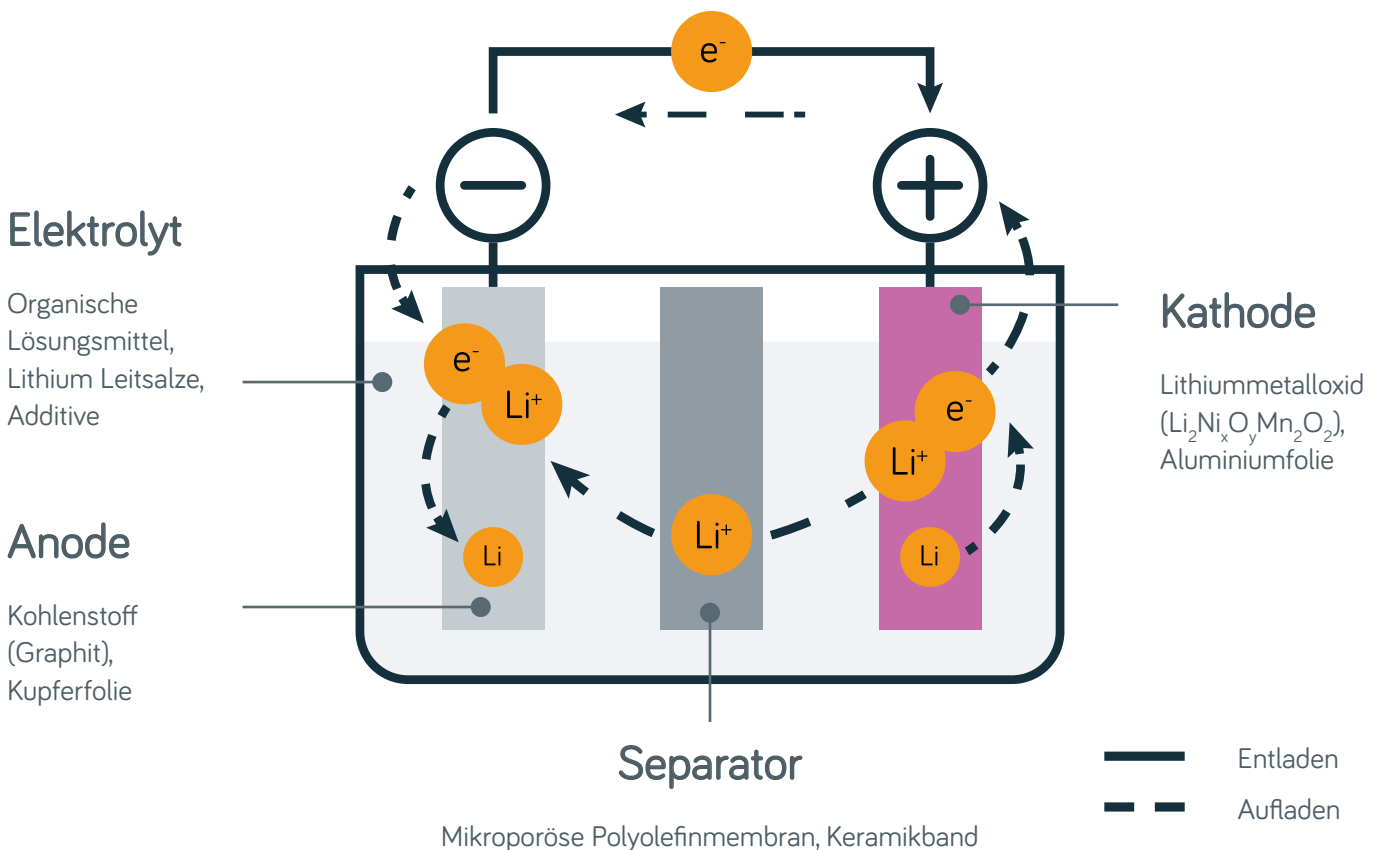 e⁻
−
+
Elektrolyt
Organische
Lösungsmittel,
Lithium Leitsalze,
Additive
e⁻
Li⁺
Li
Anode
Kohlenstoff
(Graphit),
Kupferfolie
Li⁺
Separator
Mikroporöse Polyolefinmembran, Keramikband
e⁻
Li⁺
Li
Kathode
Lithiummetalloxid
(Li₂NiₓOᵧMn₂O₂),
Aluminiumfolie
Entladen
Aufladen